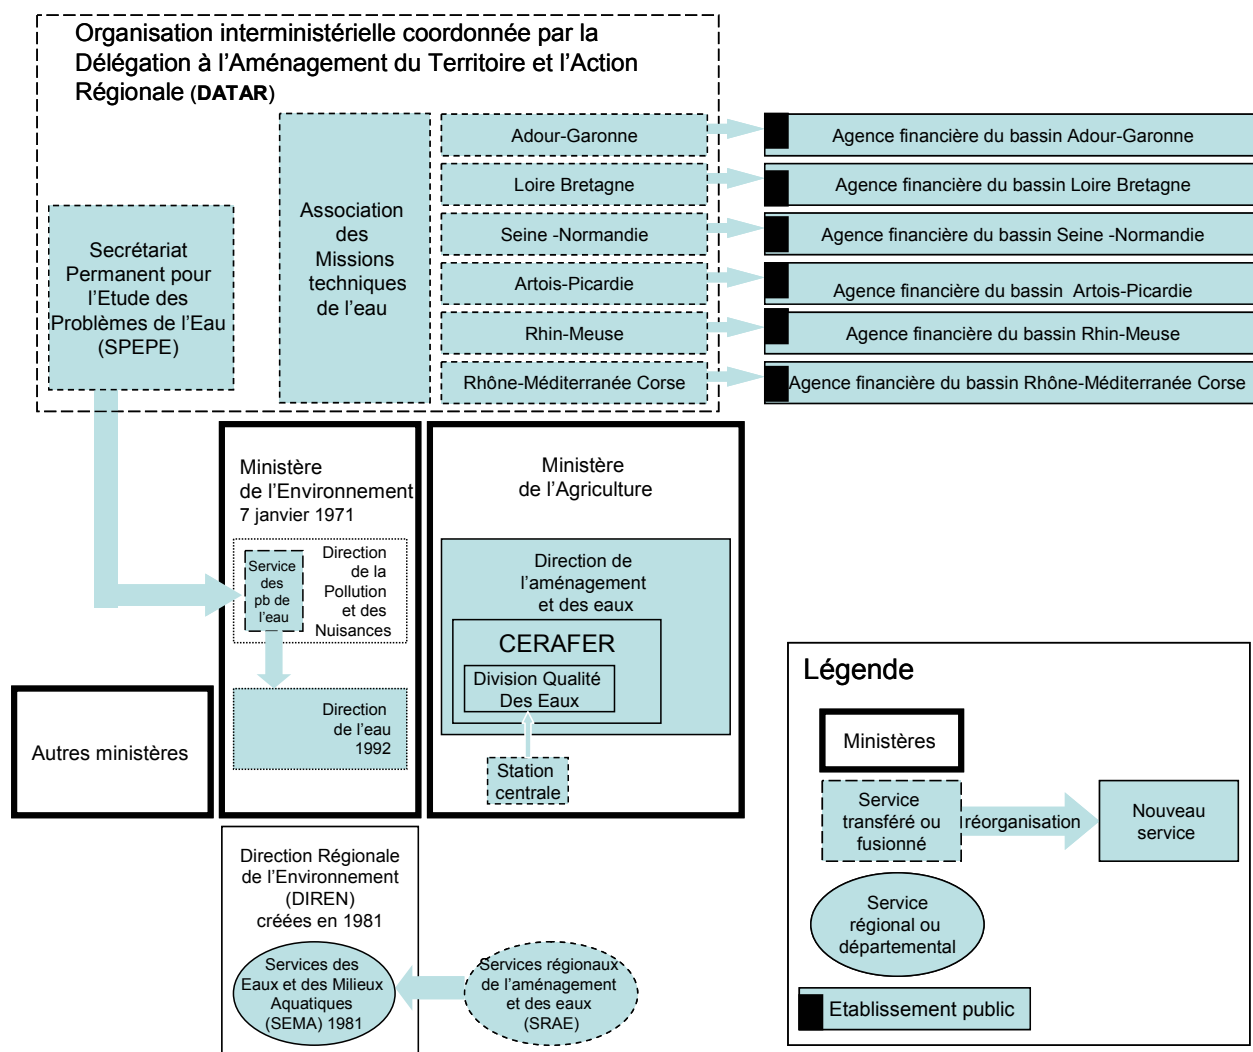 Organisation interministérielle coordonnée par la
Délégation à l'Aménagement du Territoire et l'Action
Régionale (DATAR)
Secrétariat
Permanent pour
l'Etude des
Problèmes de l'Eau
(SPEPE)
Association
des
Missions
techniques
de l'eau
Adour-Garonne
Loire Bretagne
Seine -Normandie
Artois-Picardie
Rhin-Meuse
Rhône-Méditerranée Corse
Agence financière du bassin Adour-Garonne
Agence financière du bassin Loire Bretagne
Agence financière du bassin Seine -Normandie
Agence financière du bassin Artois-Picardie
Agence financière du bassin Rhin-Meuse
Agence financière du bassin Rhône-Méditerranée Corse
Ministère
de l'Environnement
7 janvier 1971
Service
des
pb de
l'eau
Direction
de la
Pollution
et des
Nuisances
Direction
de l'eau
1992
Ministère
de l'Agriculture
Direction de
l'aménagement
et des eaux
CERAFER
Division Qualité
Des Eaux
Station
centrale
Autres ministères
Direction Régionale
de l'Environnement
(DIREN)
créées en 1981
Services des
Eaux et des Milieux
Aquatiques
(SEMA) 1981
Services régionaux
de l'aménagement
et des eaux
(SRAE)
Légende
Ministères
Service
transféré ou
fusionné
réorganisation
Nouveau
service
Service
régional ou
départemental
Etablissement public